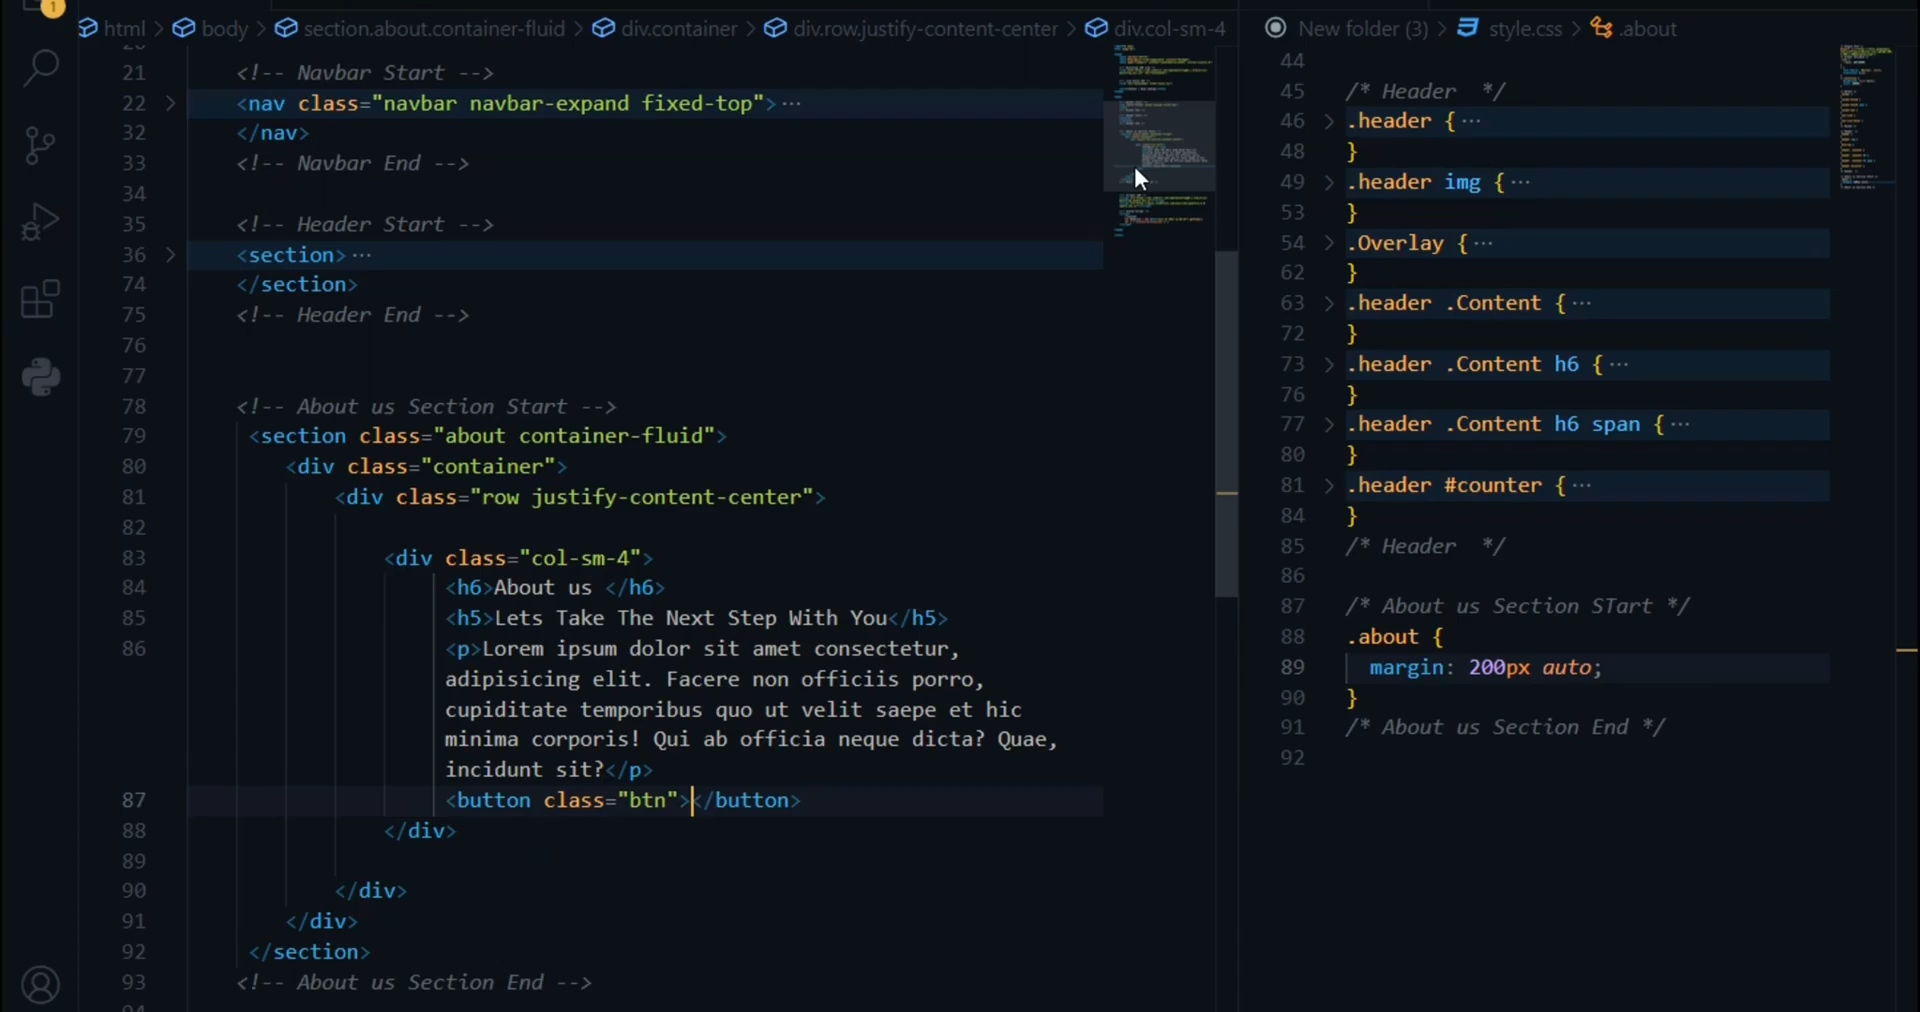 1
html > body > section.about.container-fluid > div.container > div.row.justify-content-center > div.col-sm-4
21 <!-- Navbar Start -->
22 <nav class="navbar navbar-expand fixed-top"> ···
32 </nav>
33 <!-- Navbar End -->
34
35 <!-- Header Start -->
36 <section> ···
74 </section>
75 <!-- Header End -->
76
77
78 <!-- About us Section Start -->
79 <section class="about container-fluid">
80 <div class="container">
81 <div class="row justify-content-center">
82
83 <div class="col-sm-4">
84 <h6>About us </h6>
85 <h5>Lets Take The Next Step With You</h5>
86 <p>Lorem ipsum dolor sit amet consectetur,
adipisicing elit. Facere non officiis porro,
cupiditate temporibus quo ut velit saepe et hic
minima corporis! Qui ab officia neque dicta? Quae,
incidunt sit?</p>
87 <button class="btn"></button>
88 </div>
89
90 </div>
91 </div>
92 </section>
93 <!-- About us Section End -->
New folder (3) > style.css > .about
44
45 /* Header  */
46 .header { ···
48 }
49 .header img { ···
53 }
54 .Overlay { ···
62 }
63 .header .Content { ···
72 }
73 .header .Content h6 { ···
76 }
77 .header .Content h6 span { ···
80 }
81 .header #counter { ···
84 }
85 /* Header  */
86
87 /* About us Section STart */
88 .about {
89 margin: 200px auto;
90 }
91 /* About us Section End */
92